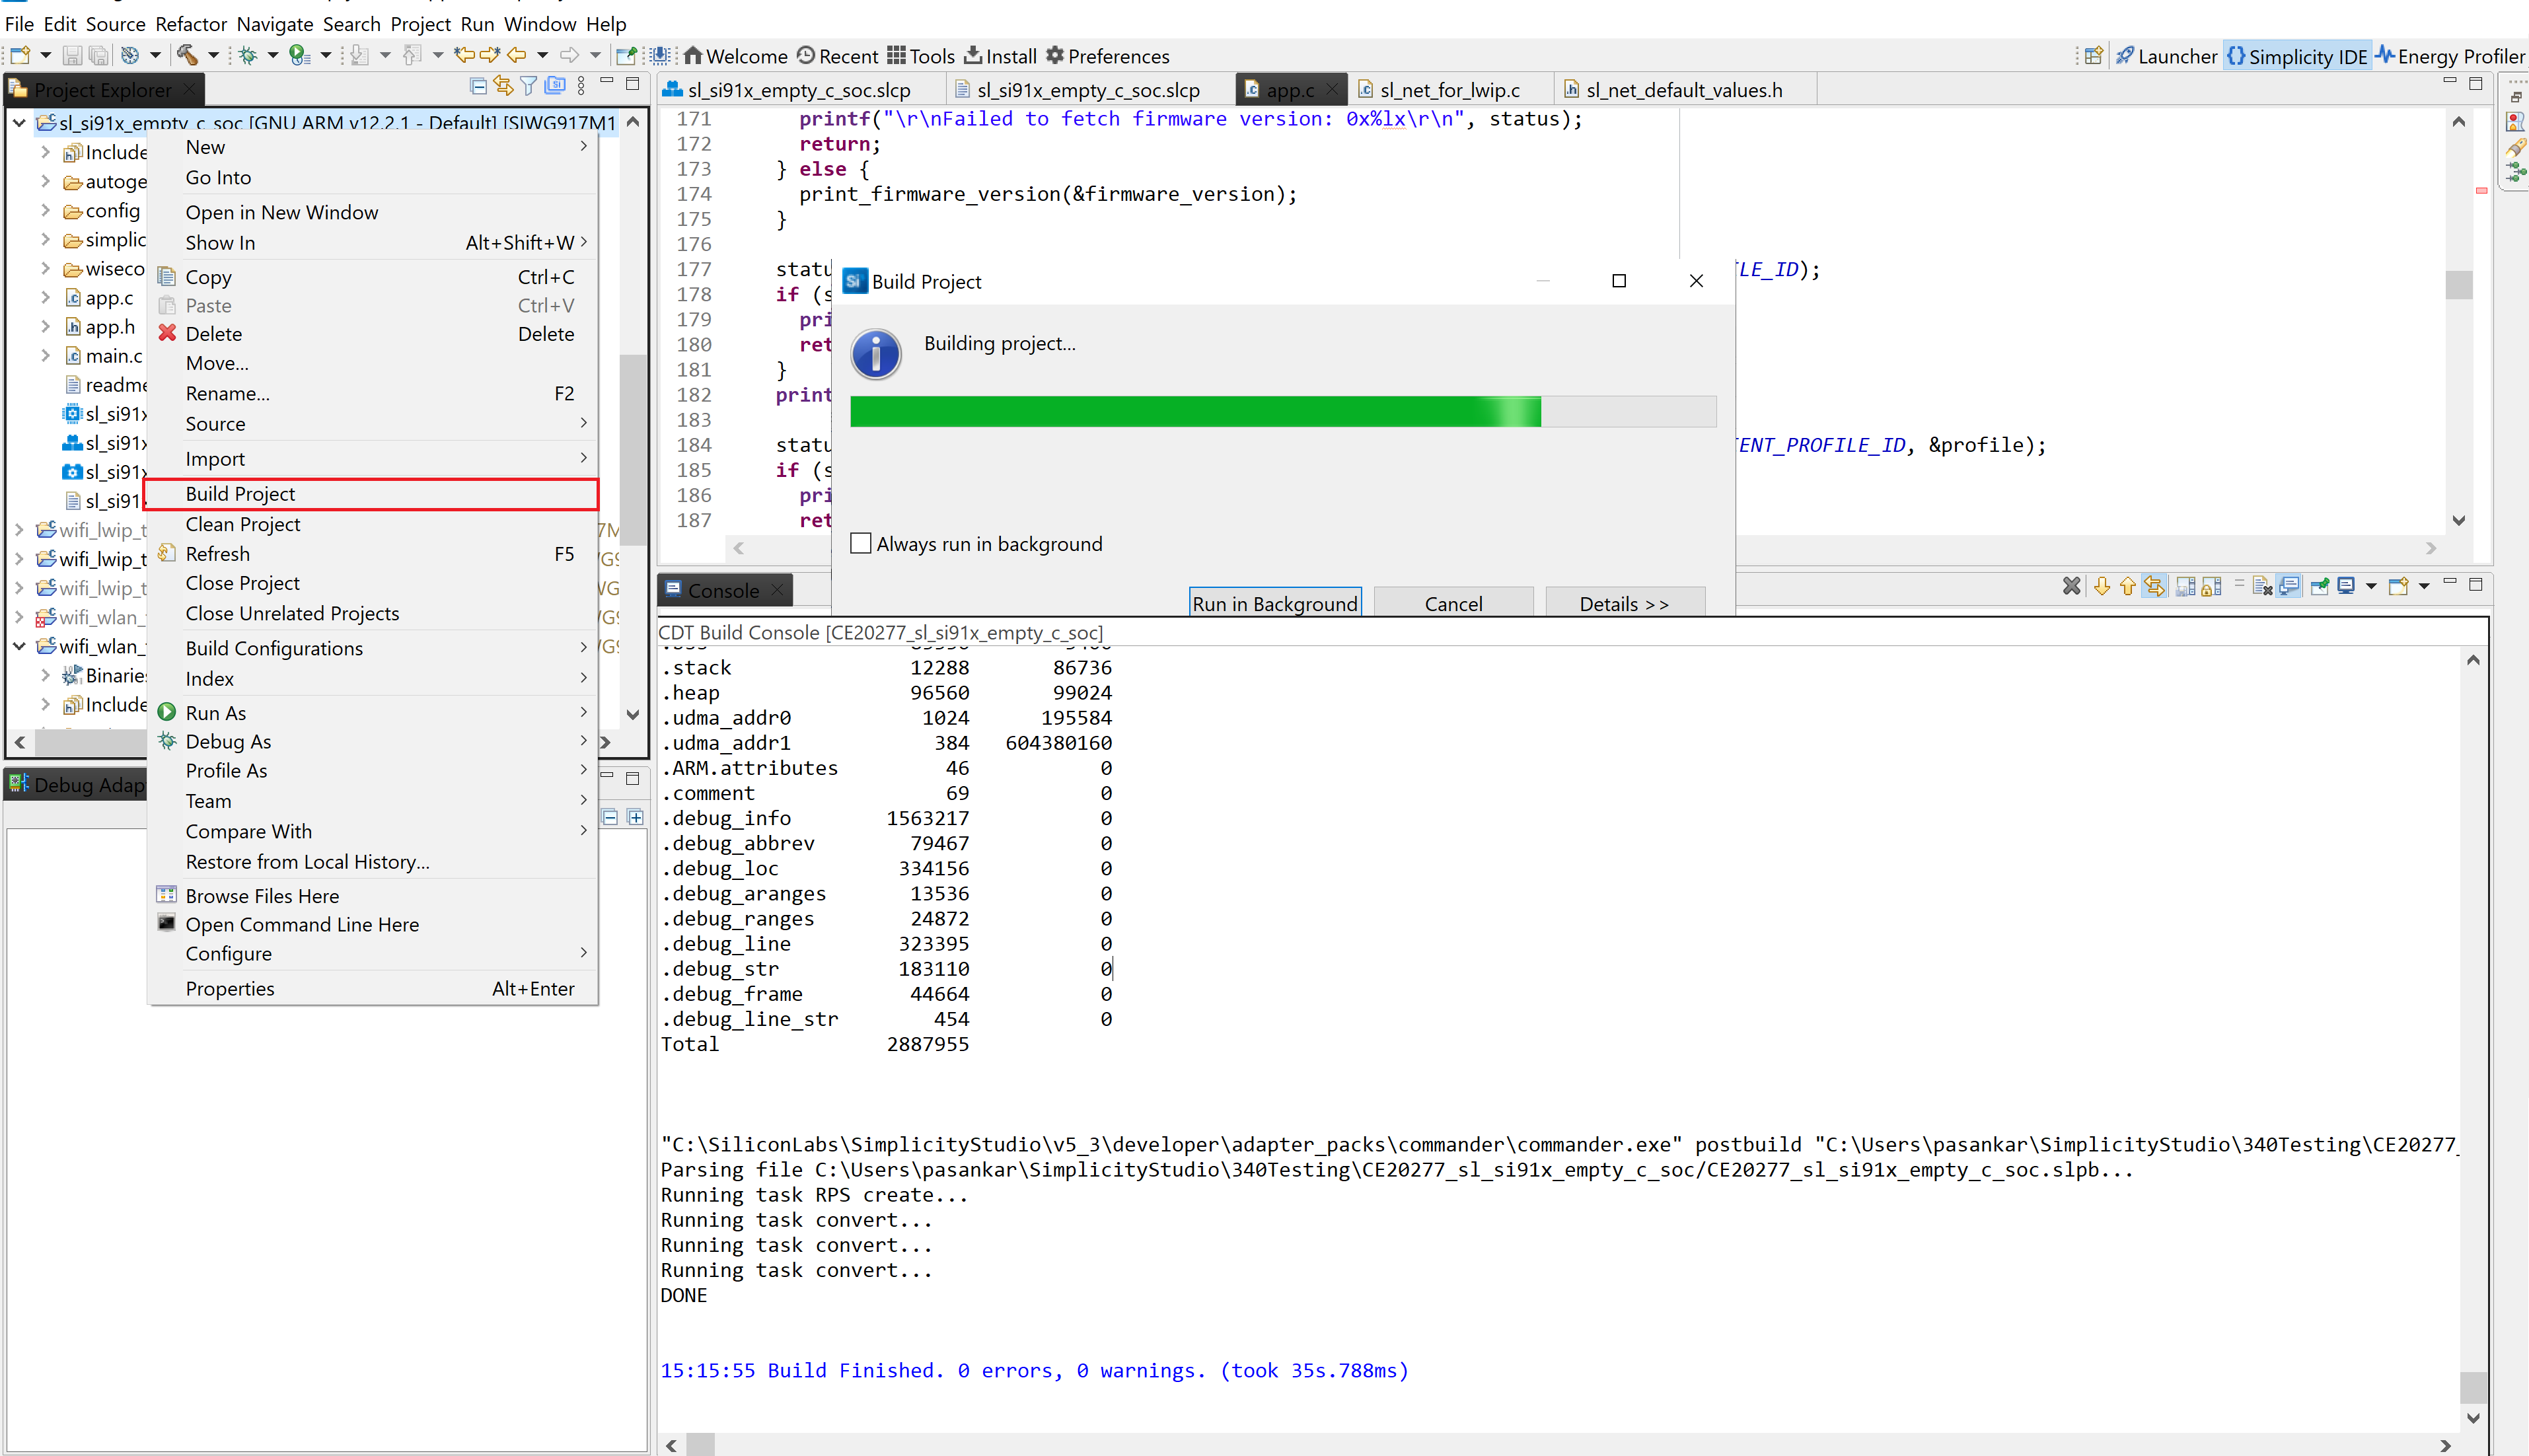 File Edit Source Refactor Navigate Search Project Run Window Help
Welcome Recent Tools Install Preferences
Launcher Simplicity IDE Energy Profiler
Project Explorer
sl_si91x_empty_c_soc [GNU ARM v12.2.1 - Default] [SIWG917M1
Include
autoge
config
simplic
wiseco
app.c
app.h
main.c
readme
sl_si91x
sl_si91x
sl_si91x
sl_si91
wifi_lwip_t
wifi_lwip_t
wifi_lwip_t
wifi_wlan_
wifi_wlan_
Binaries
Include
New
Go Into
Open in New Window
Show In Alt+Shift+W
Copy Ctrl+C
Paste Ctrl+V
Delete Delete
Move...
Rename... F2
Source
Import
Build Project
Clean Project
Refresh F5
Close Project
Close Unrelated Projects
Build Configurations
Index
Run As
Debug As
Profile As
Team
Compare With
Restore from Local History...
Browse Files Here
Open Command Line Here
Configure
Properties Alt+Enter
Debug Adap
sl_si91x_empty_c_soc.slcp sl_si91x_empty_c_soc.slcp app.c sl_net_for_lwip.c sl_net_default_values.h
171 printf("\r\nFailed to fetch firmware version: 0x%lx\r\n", status);
172 return;
173 } else {
174 print_firmware_version(&firmware_version);
175 }
176
177 statu LE_ID);
178 if (s
179 pri
180 ret
181 }
182 print
183
184 statu ENT_PROFILE_ID, &profile);
185 if (s
186 pri
187 ret
Build Project
Building project...
Always run in background
Run in Background Cancel Details >>
Console
CDT Build Console [CE20277_sl_si91x_empty_c_soc]
.stack 12288 86736
.heap 96560 99024
.udma_addr0 1024 195584
.udma_addr1 384 604380160
.ARM.attributes 46 0
.comment 69 0
.debug_info 1563217 0
.debug_abbrev 79467 0
.debug_loc 334156 0
.debug_aranges 13536 0
.debug_ranges 24872 0
.debug_line 323395 0
.debug_str 183110 0
.debug_frame 44664 0
.debug_line_str 454 0
Total 2887955
"C:\SiliconLabs\SimplicityStudio\v5_3\developer\adapter_packs\commander\commander.exe" postbuild "C:\Users\pasankar\SimplicityStudio\340Testing\CE20277_
Parsing file C:\Users\pasankar\SimplicityStudio\340Testing\CE20277_sl_si91x_empty_c_soc/CE20277_sl_si91x_empty_c_soc.slpb...
Running task RPS create...
Running task convert...
Running task convert...
Running task convert...
DONE
15:15:55 Build Finished. 0 errors, 0 warnings. (took 35s.788ms)